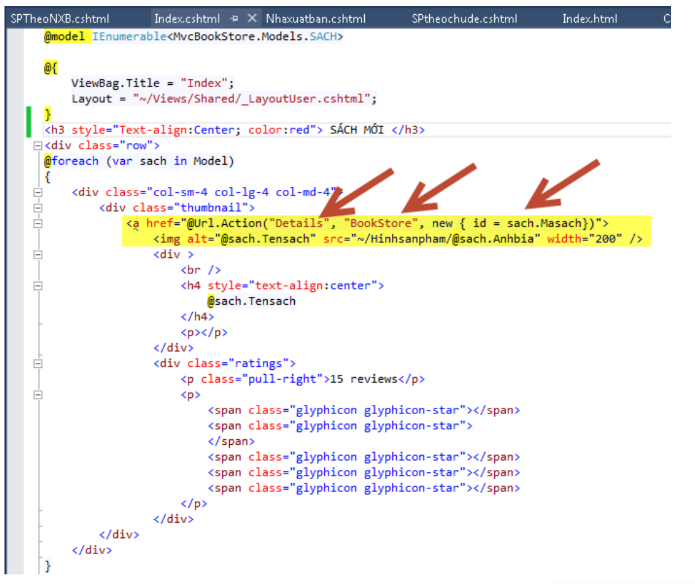 SPTheoNXB.cshtml Index.cshtml Nhaxuatban.cshtml SPtheochude.cshtml Index.html C
@model IEnumerable<MvcBookStore.Models.SACH>
@{
ViewBag.Title = "Index";
Layout = "~/Views/Shared/_LayoutUser.cshtml";
}
<h3 style="Text-align:Center; color:red"> SÁCH MỚI </h3>
<div class="row">
@foreach (var sach in Model)
{
<div class="col-sm-4 col-lg-4 col-md-4">
<div class="thumbnail">
<a href="@Url.Action("Details", "BookStore", new { id = sach.Masach})">
<img alt="@sach.Tensach" src="~/Hinhsanpham/@sach.Anhbia" width="200" />
<div >
<br />
<h4 style="text-align:center">
@sach.Tensach
</h4>
<p></p>
</div>
<div class="ratings">
<p class="pull-right">15 reviews</p>
<p>
<span class="glyphicon glyphicon-star"></span>
<span class="glyphicon glyphicon-star">
</span>
<span class="glyphicon glyphicon-star"></span>
<span class="glyphicon glyphicon-star"></span>
<span class="glyphicon glyphicon-star"></span>
</p>
</div>
</div>
</div>
}